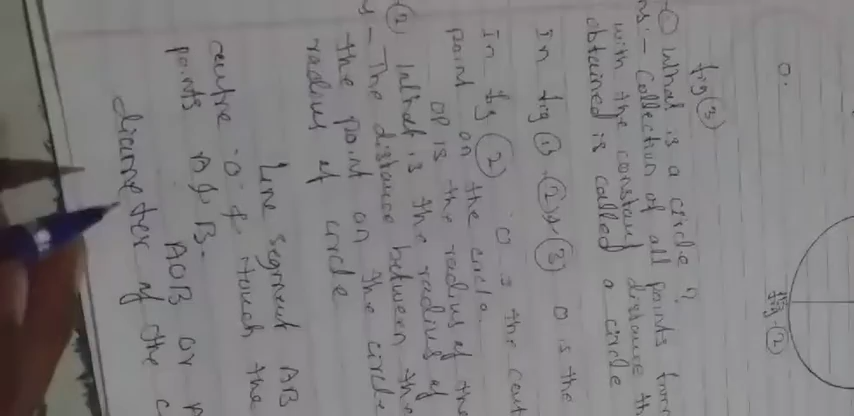 O.
fig - (2)
fig (3)
① What is a circle ?
ns:- Collection of all points from
with the constant distance th
obtained is called a circle
In fig ①, ② & ③ O is the
In fig ② O is the cent
point on the circle.
OP is the radius of the
② What is the radius of
- The distance between the
the point on the circle
radius of circle
Line segment AB
centre 'O' & touch the
points A & B.
AOB or A
diameter of the c